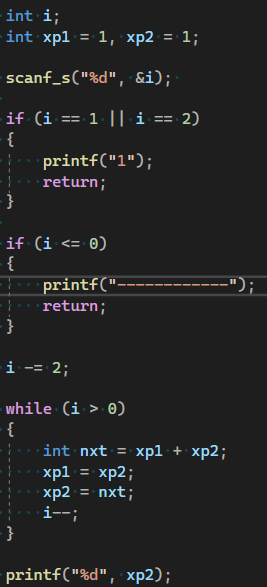 int i;
int xp1 = 1, xp2 = 1;
scanf_s("%d", &i);
if (i == 1 || i == 2)
{
    printf("1");
    return;
}
if (i <= 0)
{
    printf("------------");
    return;
}
i -= 2;
while (i > 0)
{
    int nxt = xp1 + xp2;
    xp1 = xp2;
    xp2 = nxt;
    i--;
}
printf("%d", xp2);